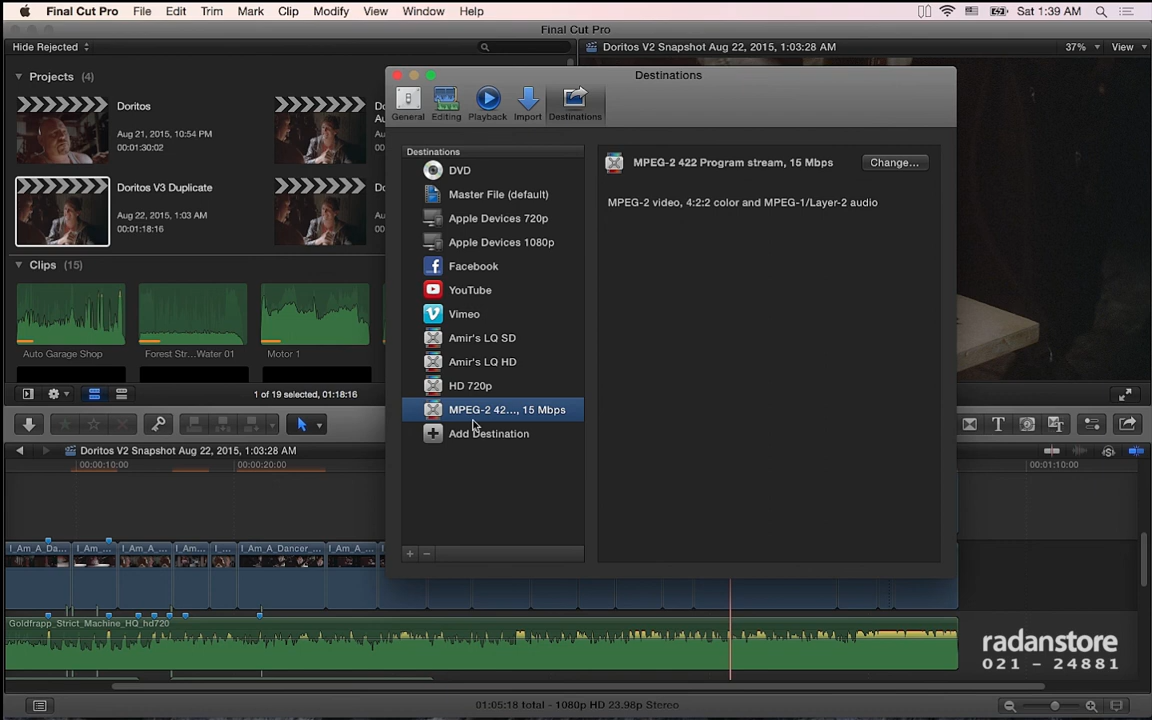 Final Cut Pro File Edit Trim Mark Clip Modify View Window Help
Sat 1:39 AM
Final Cut Pro
Hide Rejected
Doritos V2 Snapshot Aug 22, 2015, 1:03:28 AM
37%
View
Projects (4)
Doritos
Aug 21, 2015, 10:54 PM
00:01:30:02
Doritos V3 Duplicate
Aug 22, 2015, 1:03 AM
00:01:18:16
Clips (15)
Auto Garage Shop
Forest Str...Water 01
Motor 1
1 of 19 selected, 01:18:16
Destinations
General
Editing
Playback
Import
Destinations
Destinations
DVD
Master File (default)
Apple Devices 720p
Apple Devices 1080p
Facebook
YouTube
Vimeo
Amir's LQ SD
Amir's LQ HD
HD 720p
MPEG-2 42..., 15 Mbps
Add Destination
MPEG-2 422 Program stream, 15 Mbps
Change...
MPEG-2 video, 4:2:2 color and MPEG-1/Layer-2 audio
Doritos V2 Snapshot Aug 22, 2015, 1:03:28 AM
00:00:10:00
00:00:20:00
00:01:10:00
I_Am_A_Da...
I_Am_...
I_Am_A_...
I_Am...
I_...
I_Am_A_Dancer_...
I_Am_A_...
Goldfrapp_Strict_Machine_HQ_hd720
radanstore
021 - 24881
01:05:18 total - 1080p HD 23.98p Stereo